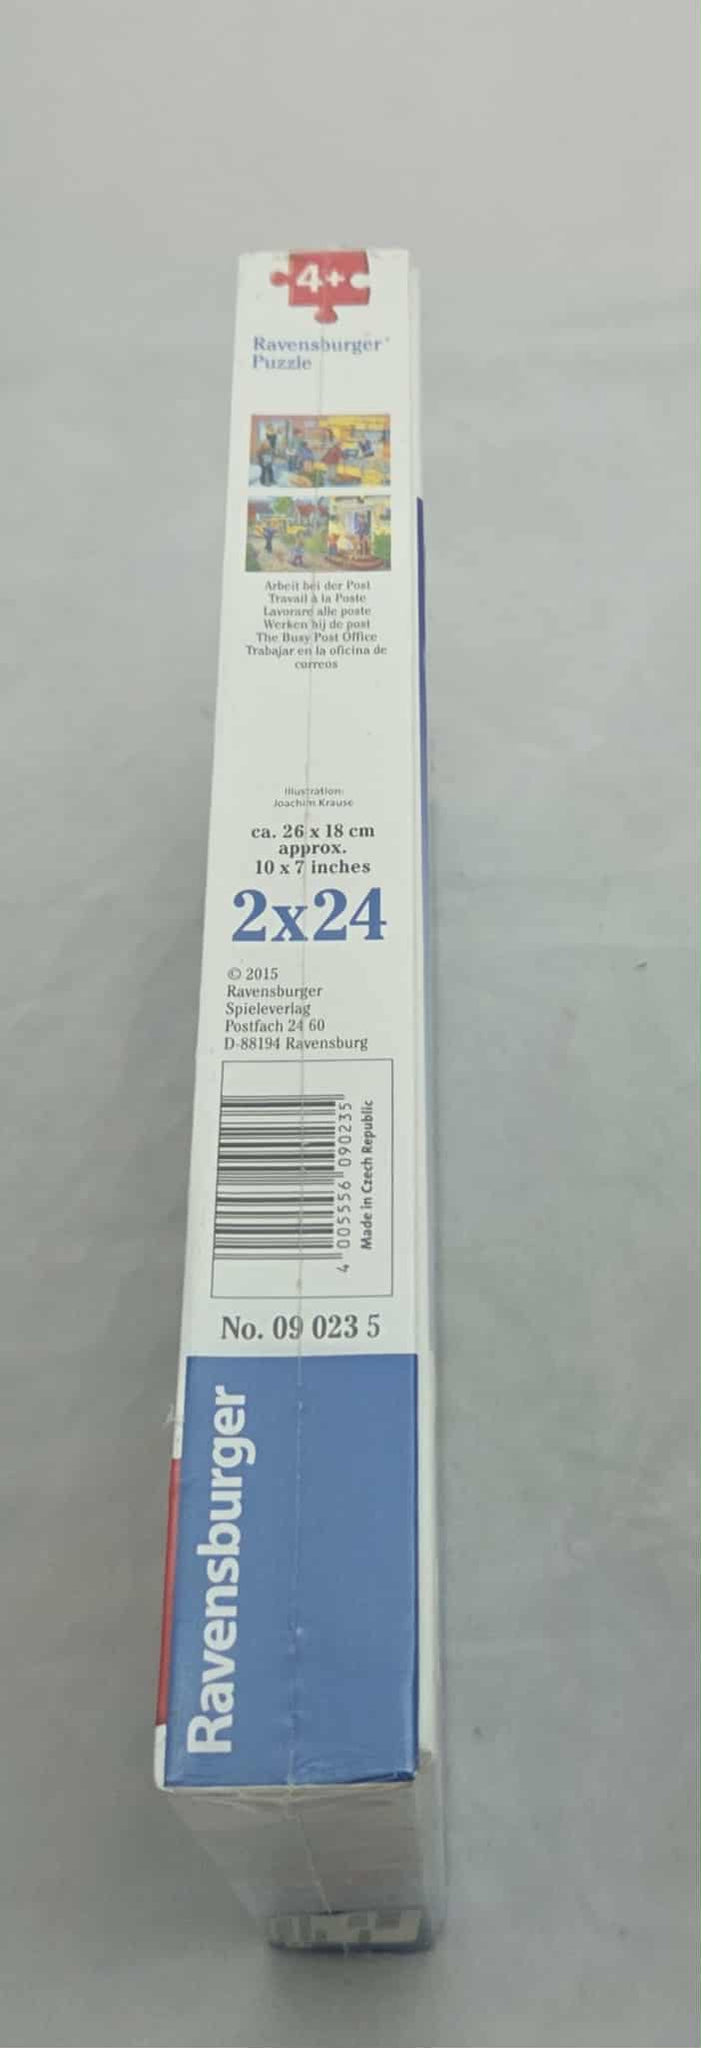 4+
Ravensburger®
Puzzle
Arbeit bei der Post
Travail à la Poste
Lavorare alle poste
Werken bij de post
The Busy Post Office
Trabajar en la oficina de
correos
Illustration:
Joachim Krause
ca. 26 x 18 cm
approx.
10 x 7 inches
2x24
© 2015
Ravensburger
Spieleverlag
Postfach 24 60
D-88194 Ravensburg
4 005556 090235
Made in Czech Republic
No. 09 023 5
Ravensburger